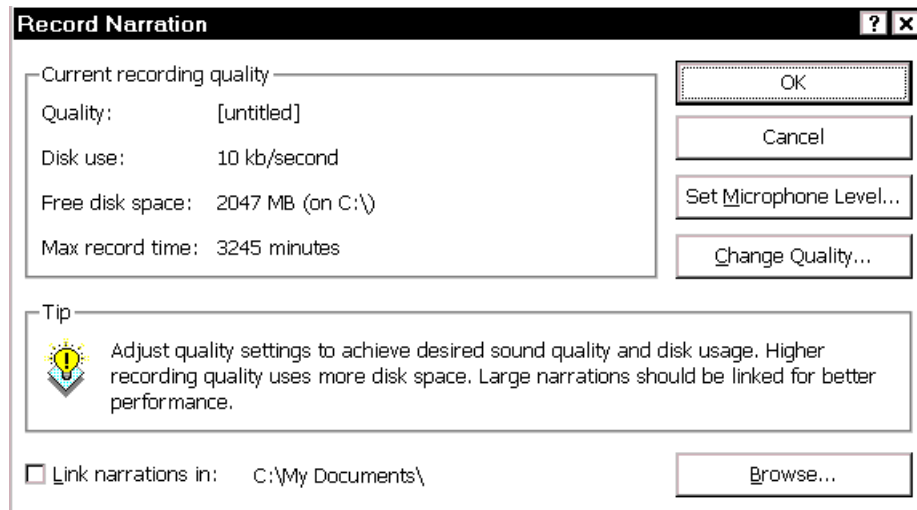 Record Narration
Current recording quality
Quality: [untitled]
Disk use: 10 kb/second
Free disk space: 2047 MB (on C:\)
Max record time: 3245 minutes
OK
Cancel
Set Microphone Level...
Change Quality...
Tip
Adjust quality settings to achieve desired sound quality and disk usage. Higher
recording quality uses more disk space. Large narrations should be linked for better
performance.
Link narrations in: C:\My Documents\
Browse...